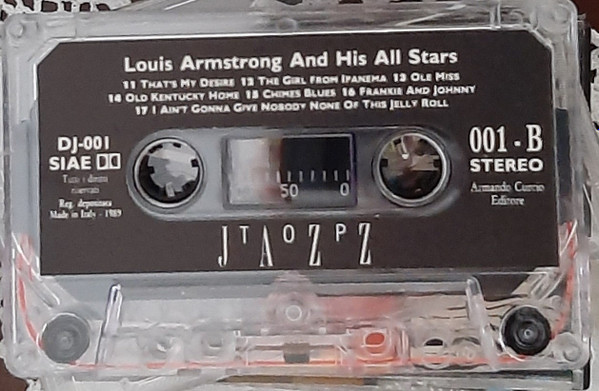 Louis Armstrong And His All Stars
11 THAT'S MY DESIRE 12 THE GIRL FROM IPANEMA 13 OLE MISS
14 OLD KENTUCKY HOME 15 CHIMES BLUES 16 FRANKIE AND JOHNNY
17 I AIN'T GONNA GIVE NOBODY NONE OF THIS JELLY ROLL
DJ-001
SIAE
Tutti i diritti
riservati
Reg. depositata
Made in Italy - 1989
50 0
001 - B
STEREO
Armando Curcio
Editore
JTAOZPZ